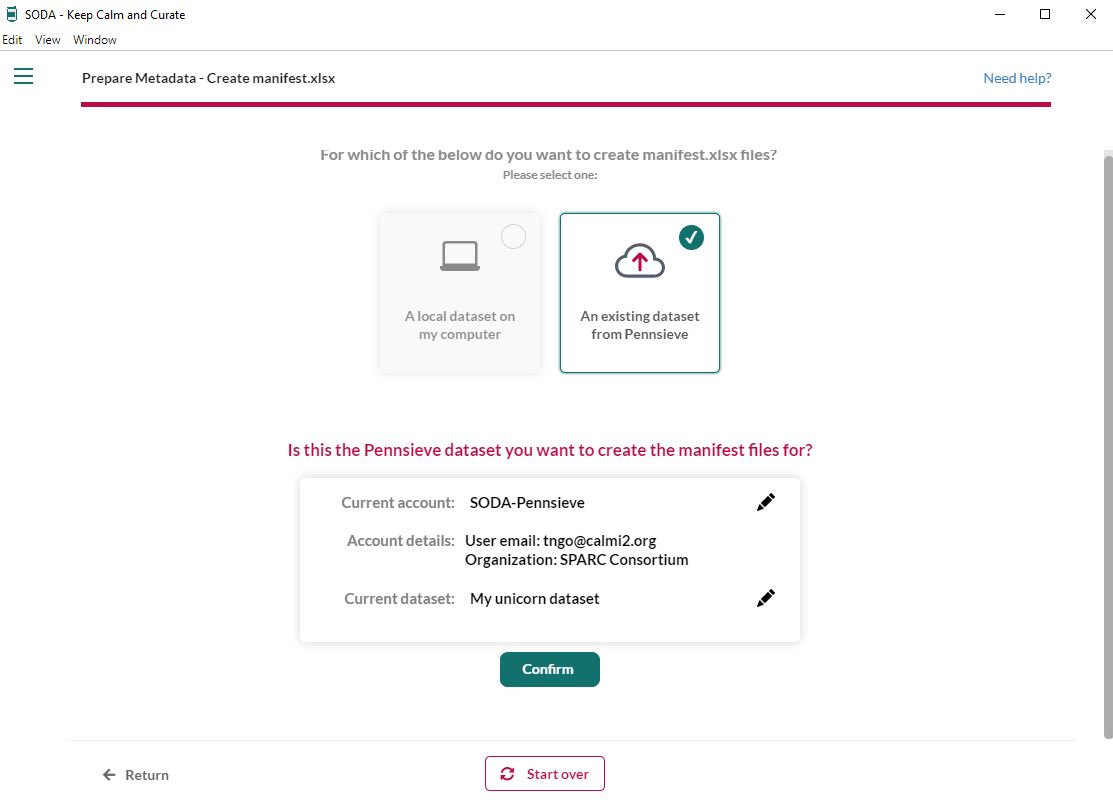 SODA - Keep Calm and Curate
Edit View Window
Prepare Metadata - Create manifest.xlsx
Need help?
For which of the below do you want to create manifest.xlsx files?
Please select one:
A local dataset on
my computer
An existing dataset
from Pennsieve
Is this the Pennsieve dataset you want to create the manifest files for?
Current account: SODA-Pennsieve
Account details: User email: tngo@calmi2.org
Organization: SPARC Consortium
Current dataset: My unicorn dataset
Confirm
Return
Start over